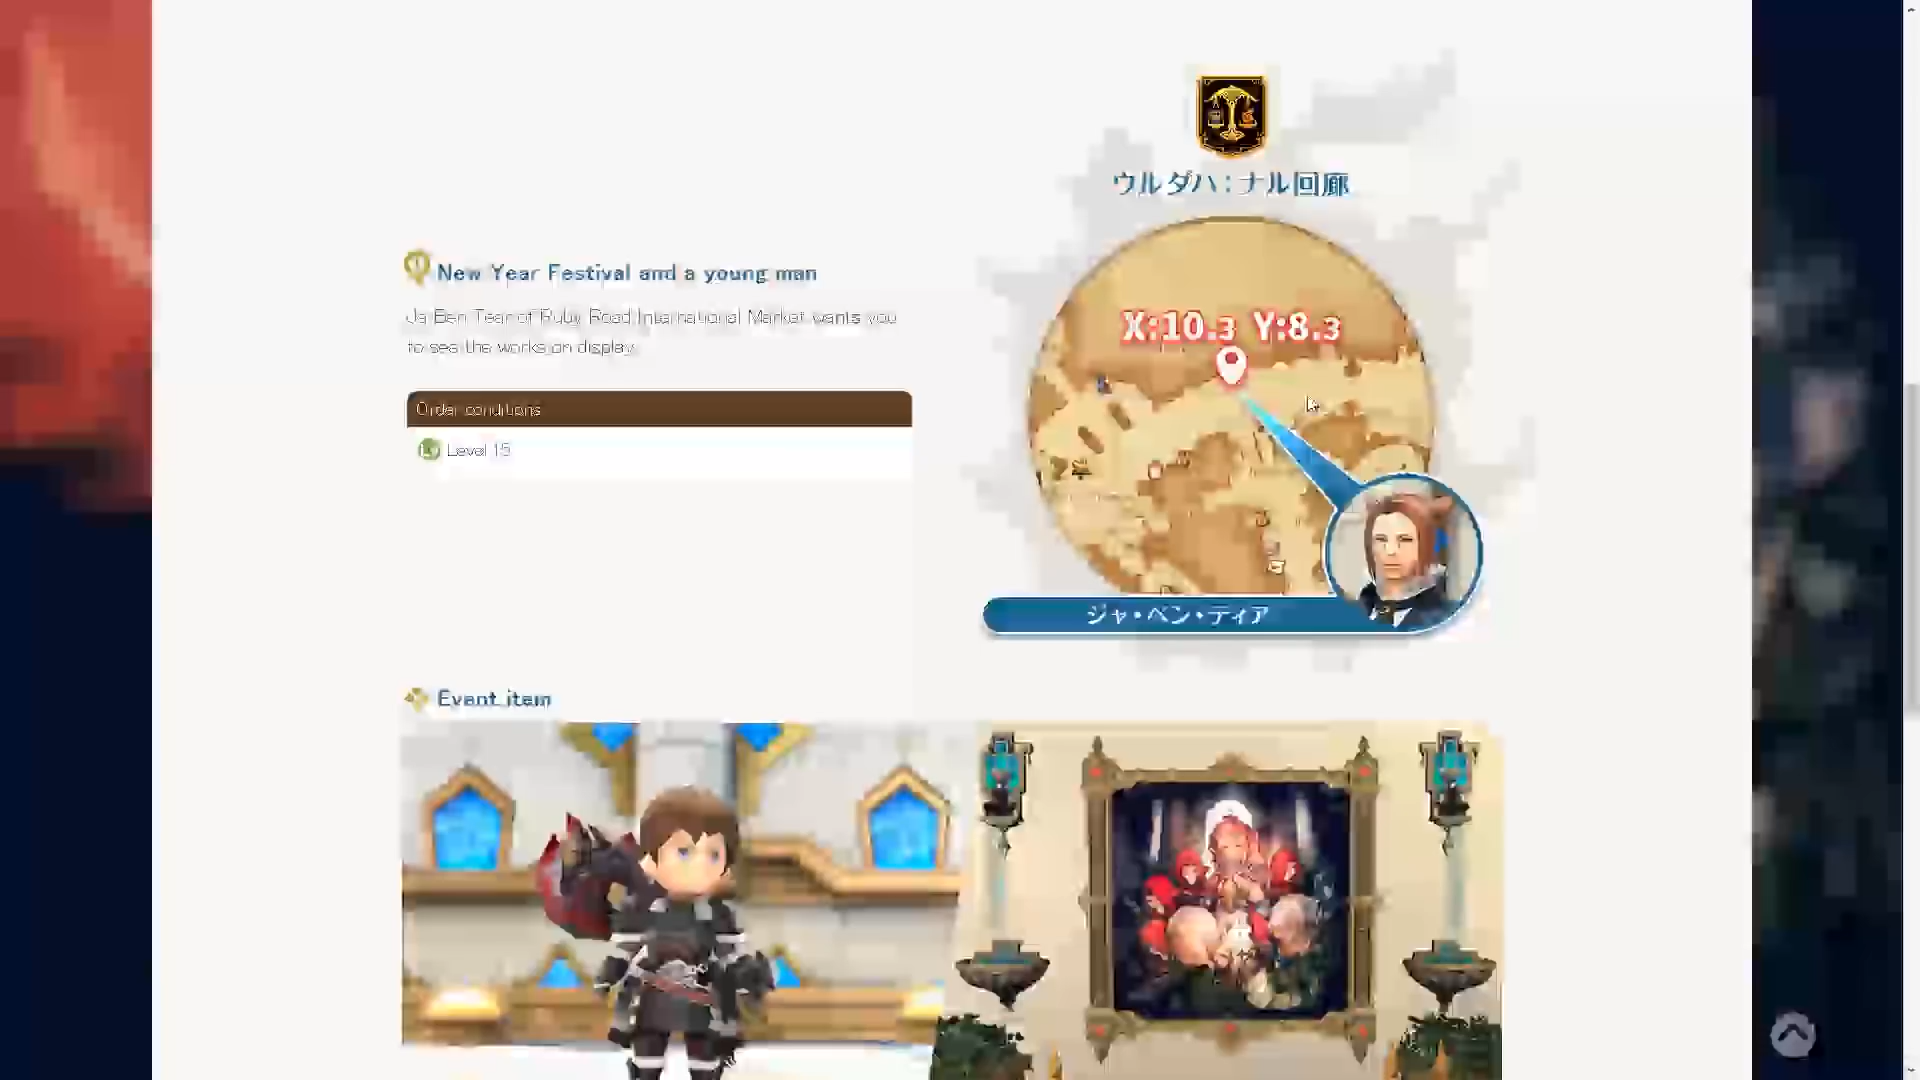 ウルダハ：ナル回廊
New Year Festival and a young man
Ja Ben Tear of Ruby Road International Market wants you
to see the works on display.
X:10.3 Y:8.3
Order conditions
Level 15
ジャ・ベン・ティア
Event item